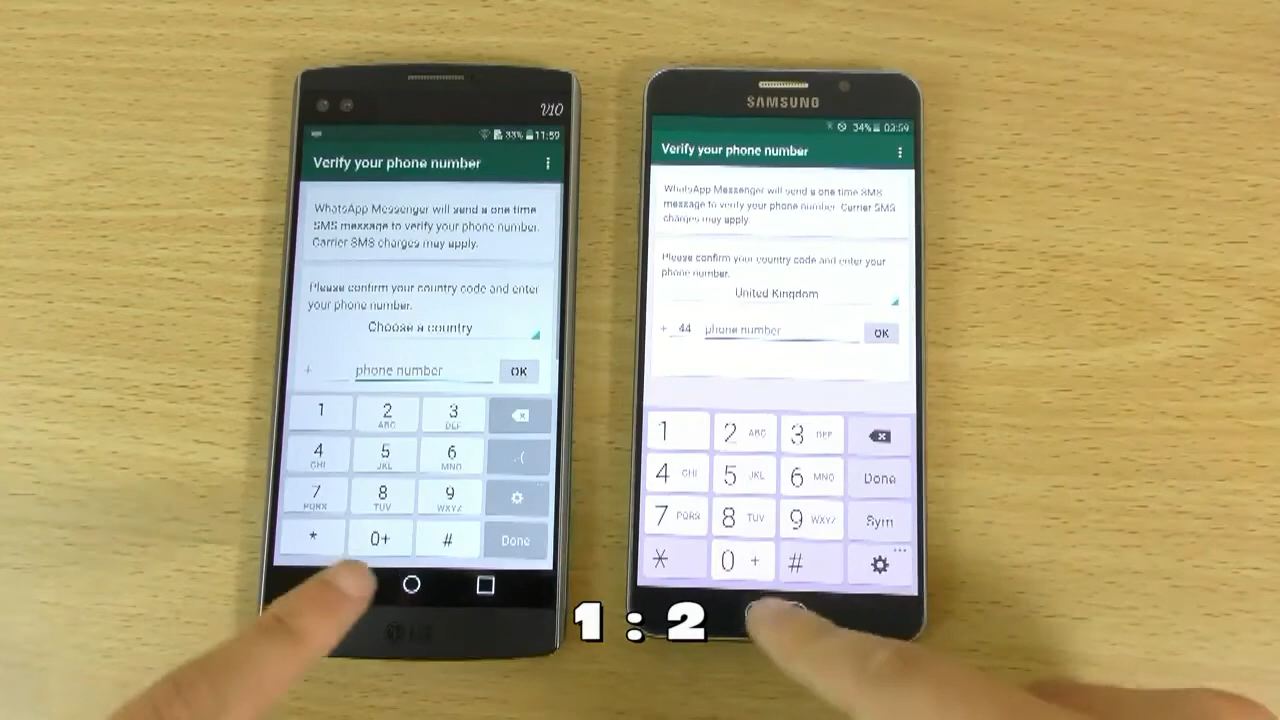 V10
33% 11:59
Verify your phone number
WhatsApp Messenger will send a one time
SMS message to verify your phone number.
Carrier SMS charges may apply.
Please confirm your country code and enter
your phone number.
Choose a country
+ phone number OK
1 2 ABC 3 DEF
4 GHI 5 JKL 6 MNO .(
7 PQRS 8 TUV 9 WXYZ
* 0+ # Done
LG
SAMSUNG
34% 03:59
Verify your phone number
WhatsApp Messenger will send a one time SMS
message to verify your phone number. Carrier SMS
charges may apply.
Please confirm your country code and enter your
phone number.
United Kingdom
+ 44 phone number OK
1 2 ABC 3 DEF
4 GHI 5 JKL 6 MNO Done
7 PQRS 8 TUV 9 WXYZ Sym
* 0 + #
1 : 2